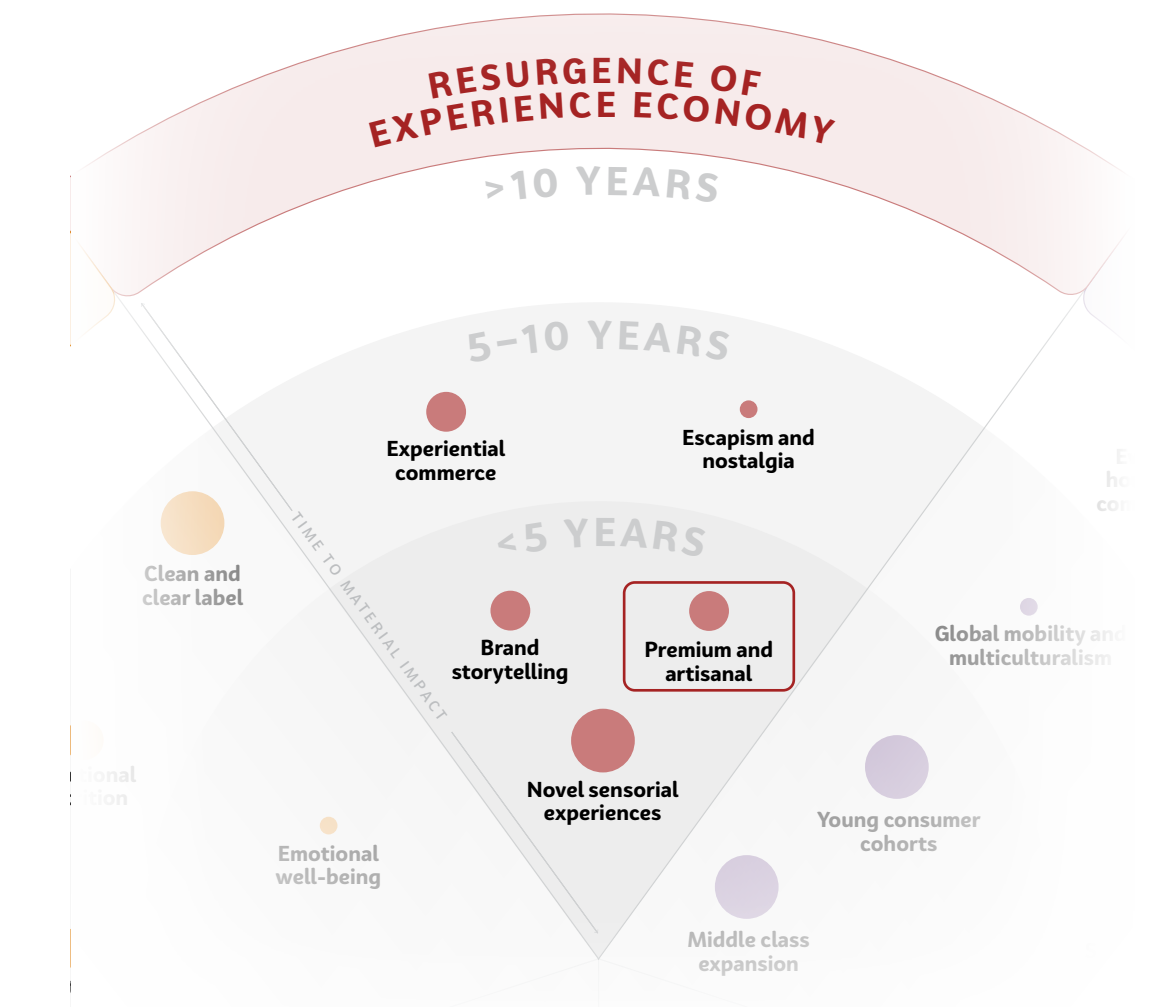 RESURGENCE OF
EXPERIENCE ECONOMY
>10 YEARS
5–10 YEARS
Experiential
commerce
Escapism and
nostalgia
<5 YEARS
TIME TO MATERIAL IMPACT
Clean and
clear label
Brand
storytelling
Premium and
artisanal
Global mobility and
multiculturalism
Novel sensorial
experiences
Young consumer
cohorts
Emotional
well-being
Middle class
expansion